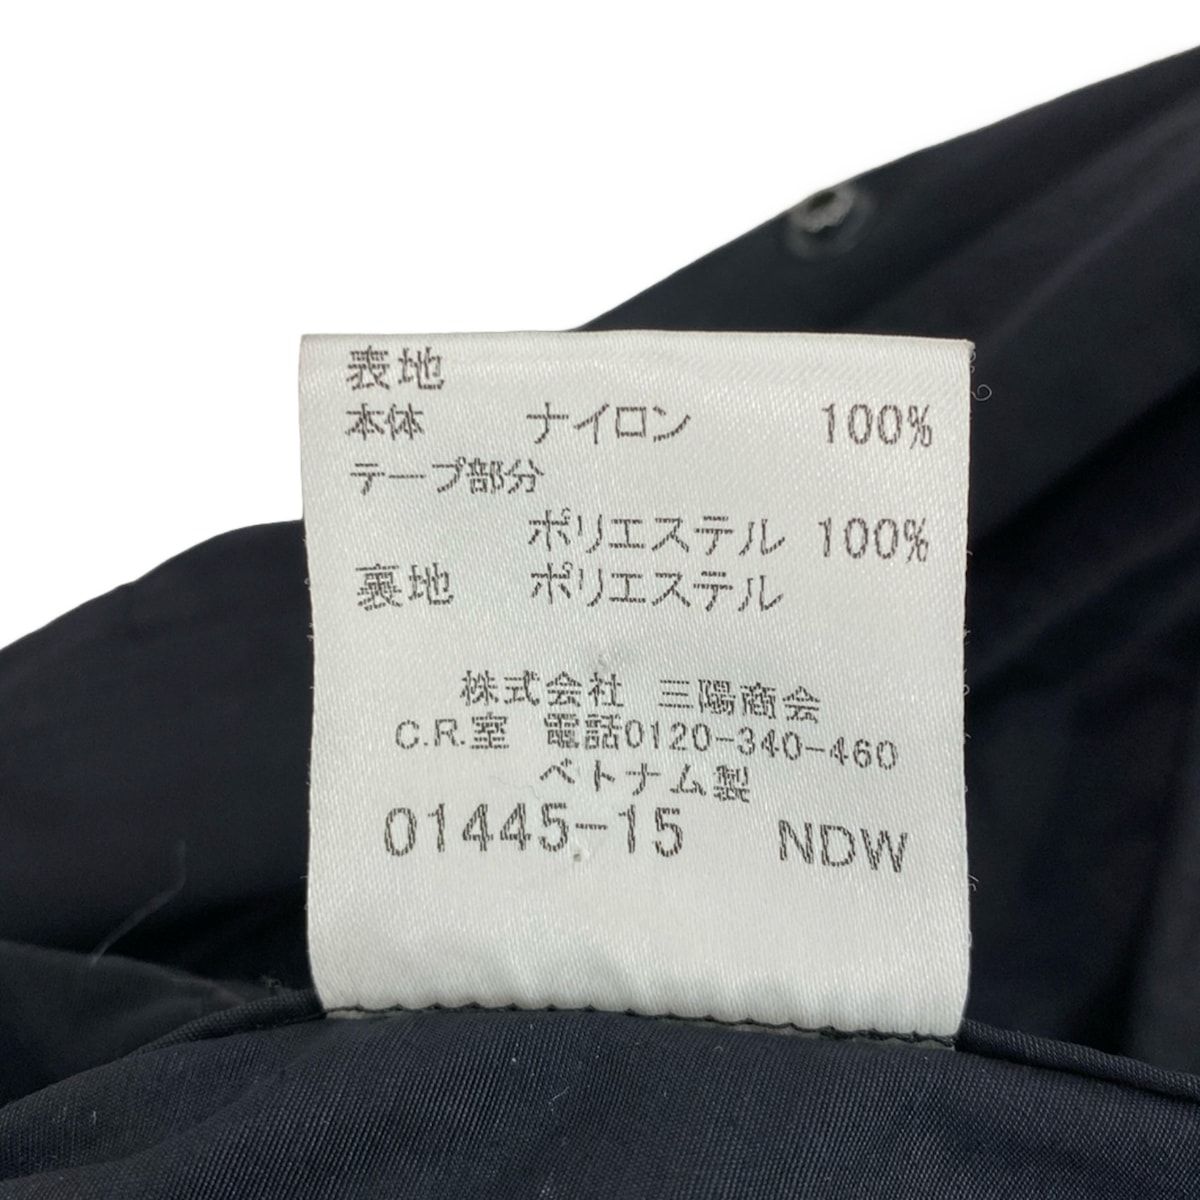 表地
本体 ナイロン 100%
テープ部分
ポリエステル 100%
裏地 ポリエステル
株式会社 三陽商会
C.R.室 電話0120-340-460
ベトナム製
01445-15 NDW